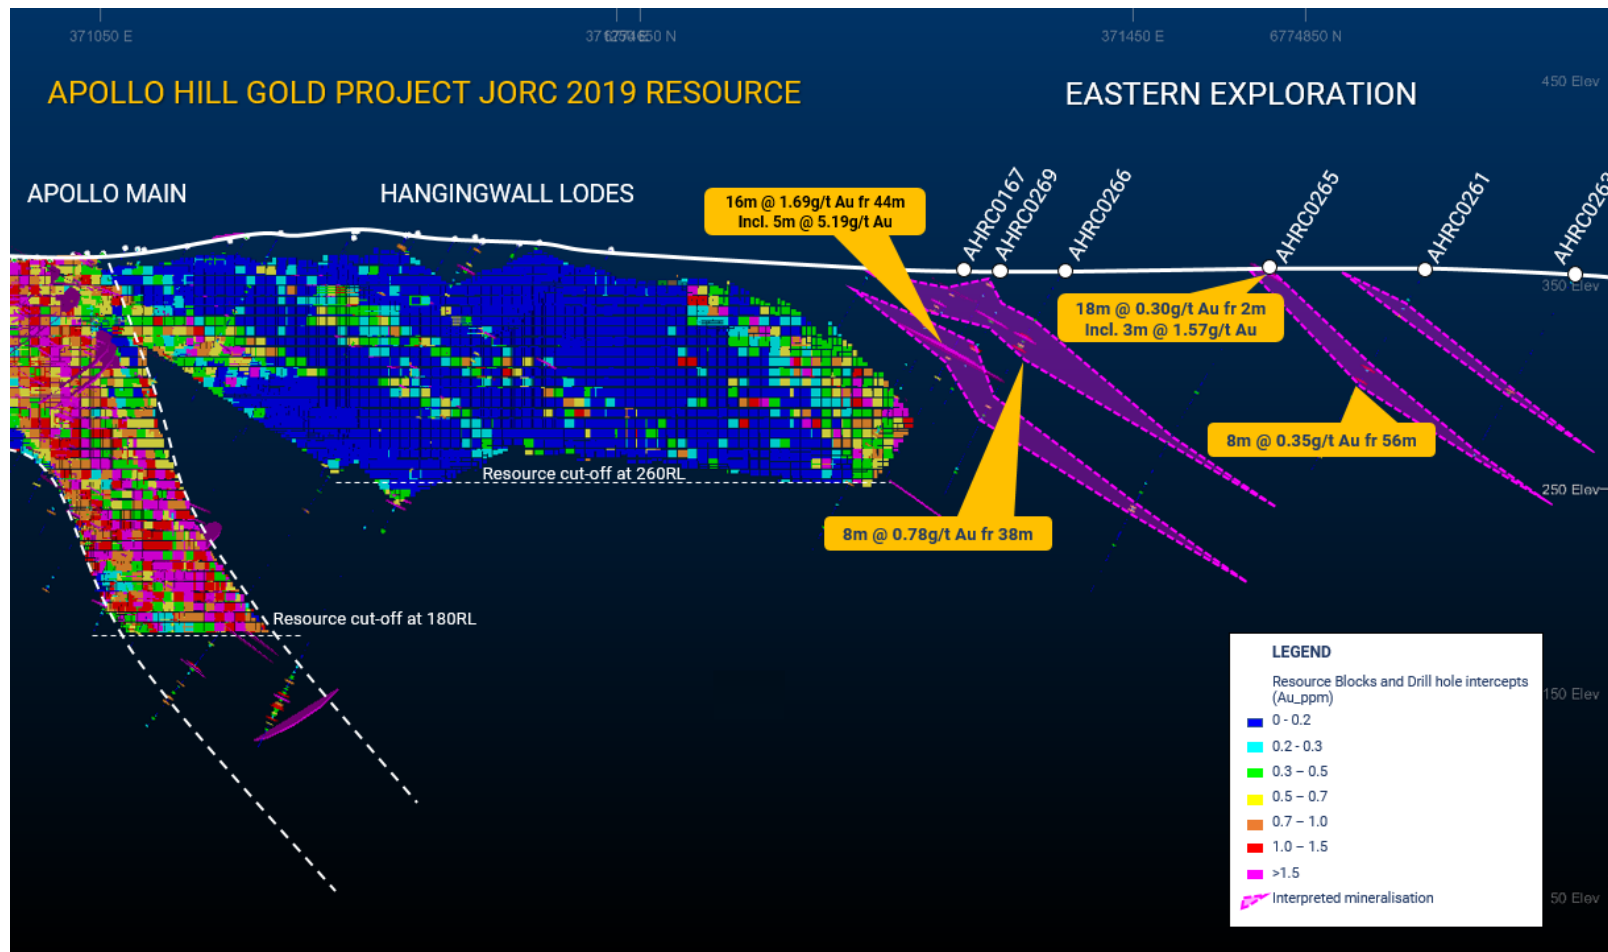 371050 E
6774650 N
371450 E
6774850 N
450 Elev
APOLLO HILL GOLD PROJECT JORC 2019 RESOURCE
EASTERN EXPLORATION
APOLLO MAIN
HANGINGWALL LODES
16m @ 1.69g/t Au fr 44m
Incl. 5m @ 5.19g/t Au
AHRC0167
AHRC0269
AHRC0266
AHRC0265
AHRC0261
AHRC0263
350 Elev
18m @ 0.30g/t Au fr 2m
Incl. 3m @ 1.57g/t Au
8m @ 0.35g/t Au fr 56m
Resource cut-off at 260RL
250 Elev
8m @ 0.78g/t Au fr 38m
Resource cut-off at 180RL
LEGEND
Resource Blocks and Drill hole intercepts
(Au_ppm)
150 Elev
0 - 0.2
0.2 - 0.3
0.3 – 0.5
0.5 – 0.7
0.7 – 1.0
1.0 – 1.5
>1.5
Interpreted mineralisation
50 Elev